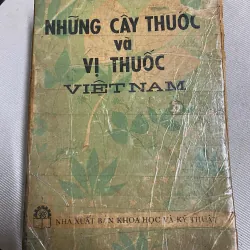 NHỮNG CÂY THUỐC
và
VỊ THUỐC
VIỆT NAM
NHÀ XUẤT BẢN KHOA HỌC VÀ KỸ THUẬT